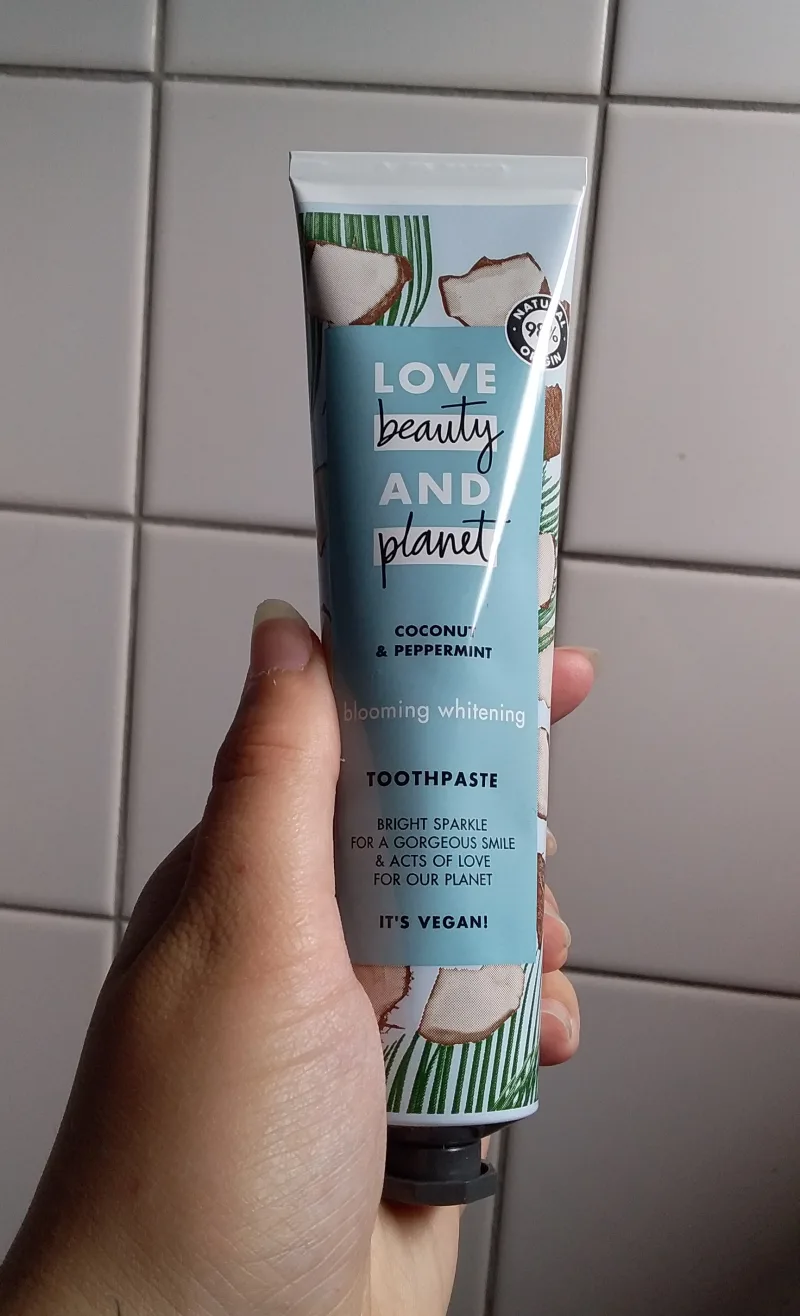 NATURAL
98%
ORIGIN
LOVE
beauty
AND
planet
COCONUT
& PEPPERMINT
blooming whitening
TOOTHPASTE
BRIGHT SPARKLE
FOR A GORGEOUS SMILE
& ACTS OF LOVE
FOR OUR PLANET
IT'S VEGAN!